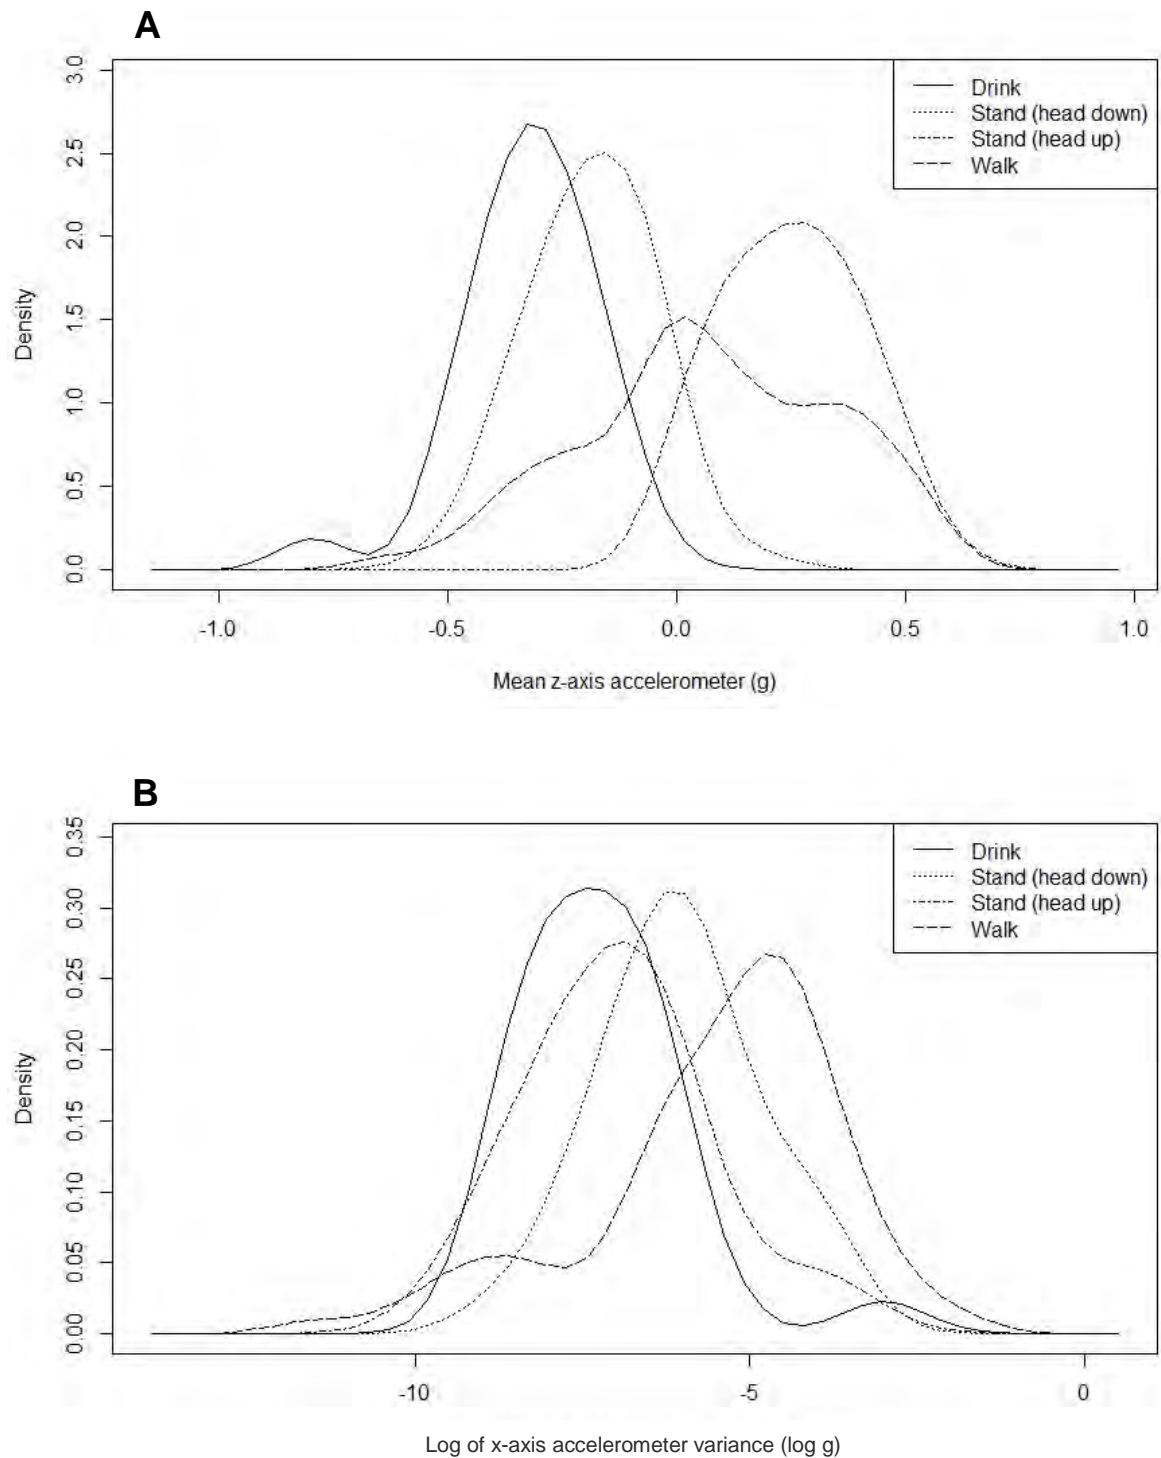 A
Drink
Stand (head down)
Stand (head up)
Walk
Density
0.0 0.5 1.0 1.5 2.0 2.5 3.0
-1.0 -0.5 0.0 0.5 1.0
Mean z-axis accelerometer (g)
B
Drink
Stand (head down)
Stand (head up)
Walk
Density
0.00 0.05 0.10 0.15 0.20 0.25 0.30 0.35
-10 -5 0
Log of x-axis accelerometer variance (log g)